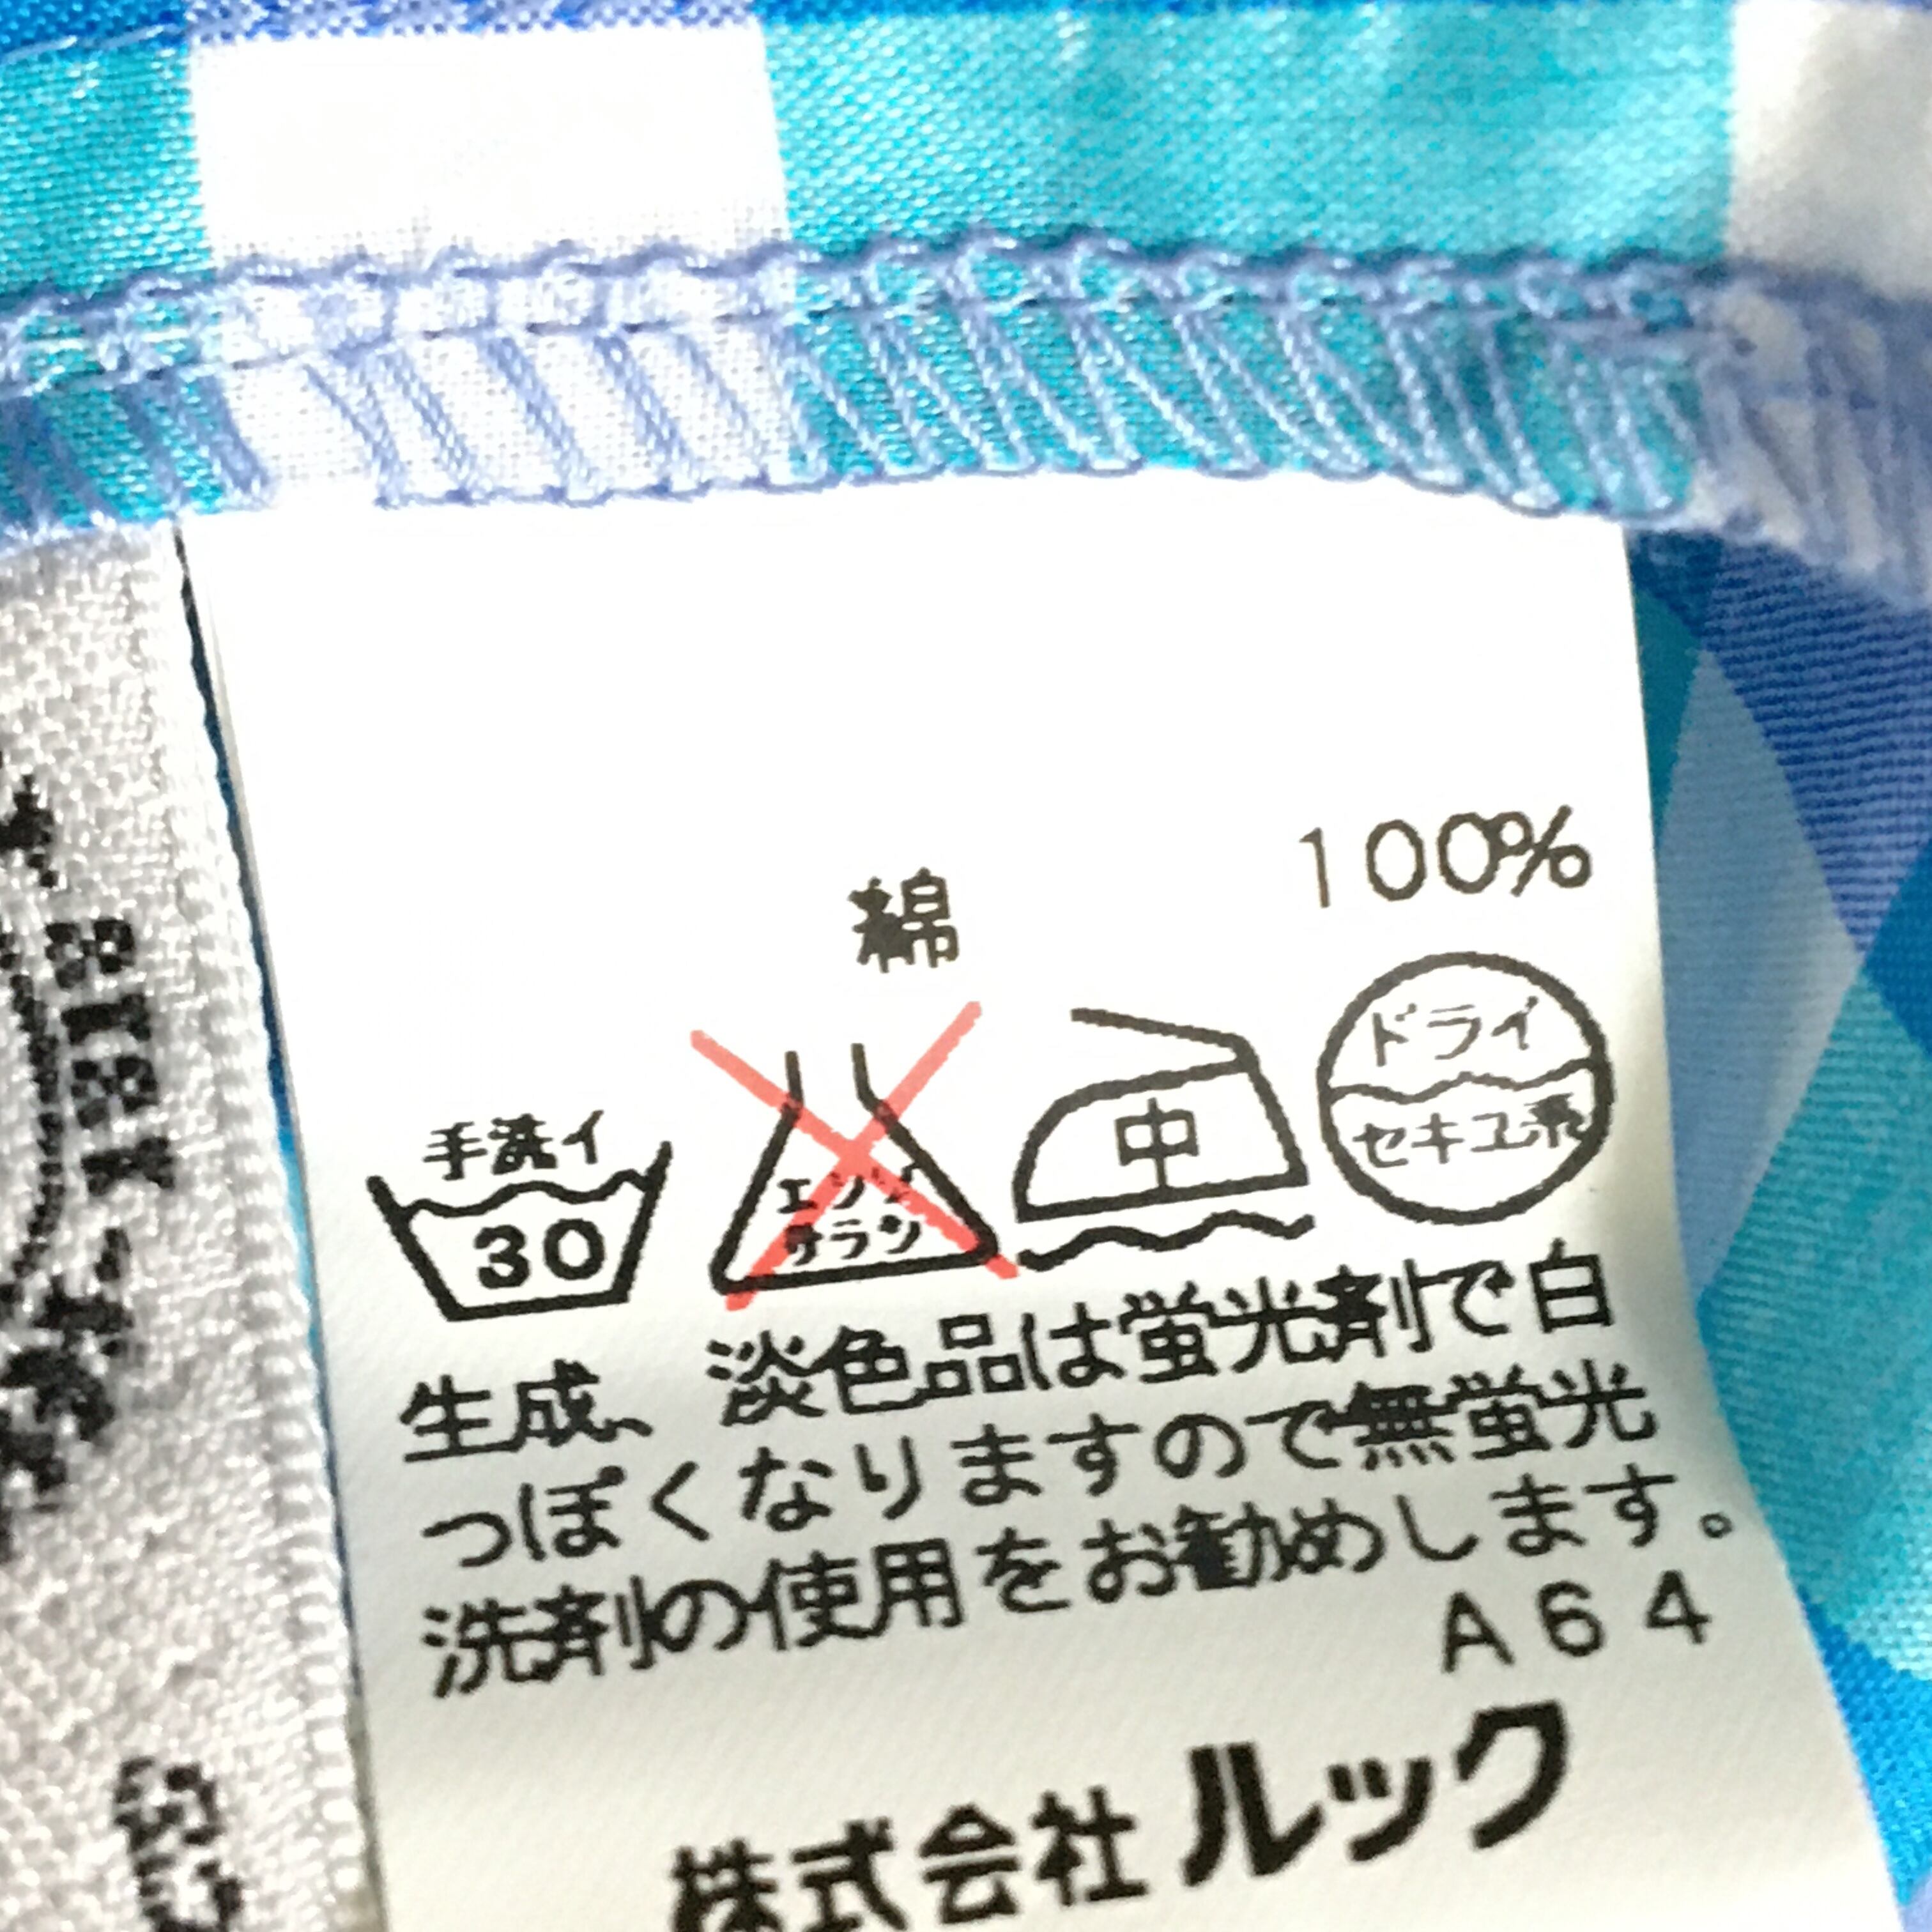 綿 100%
手洗イ
30
エンソ
サラシ
中
ドライ
セキユ系
生成、淡色品は蛍光剤で白
っぽくなりますので無蛍光
洗剤の使用をお勧めします。
A64
株式会社ルック